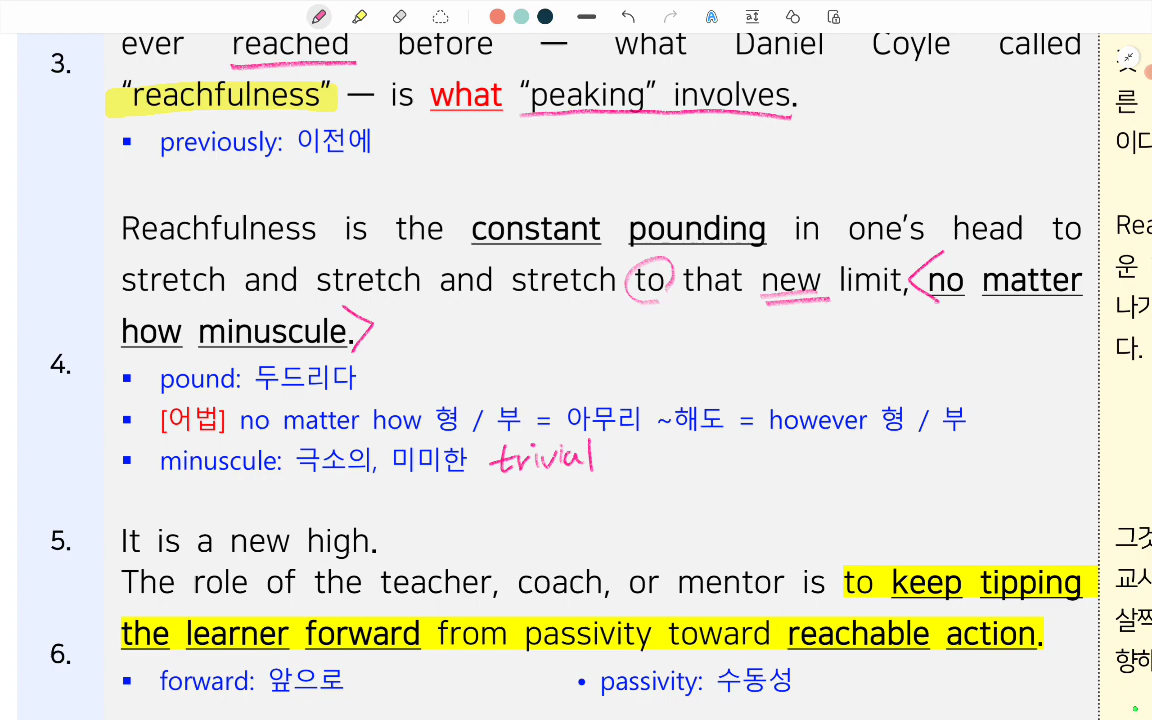 ever reached before — what Daniel Coyle called
3.
“reachfulness” — is what “peaking” involves.
▪ previously: 이전에
Reachfulness is the constant pounding in one’s head to
stretch and stretch and stretch to that new limit, no matter
how minuscule.
4.
▪ pound: 두드리다
▪ [어법] no matter how 형 / 부 = 아무리 ~해도 = however 형 / 부
▪ minuscule: 극소의, 미미한 trivial
5. It is a new high.
The role of the teacher, coach, or mentor is to keep tipping
the learner forward from passivity toward reachable action.
6.
▪ forward: 앞으로 • passivity: 수동성
른
이다
Rea
운
나가
다.
그것
교사
살짝
향해